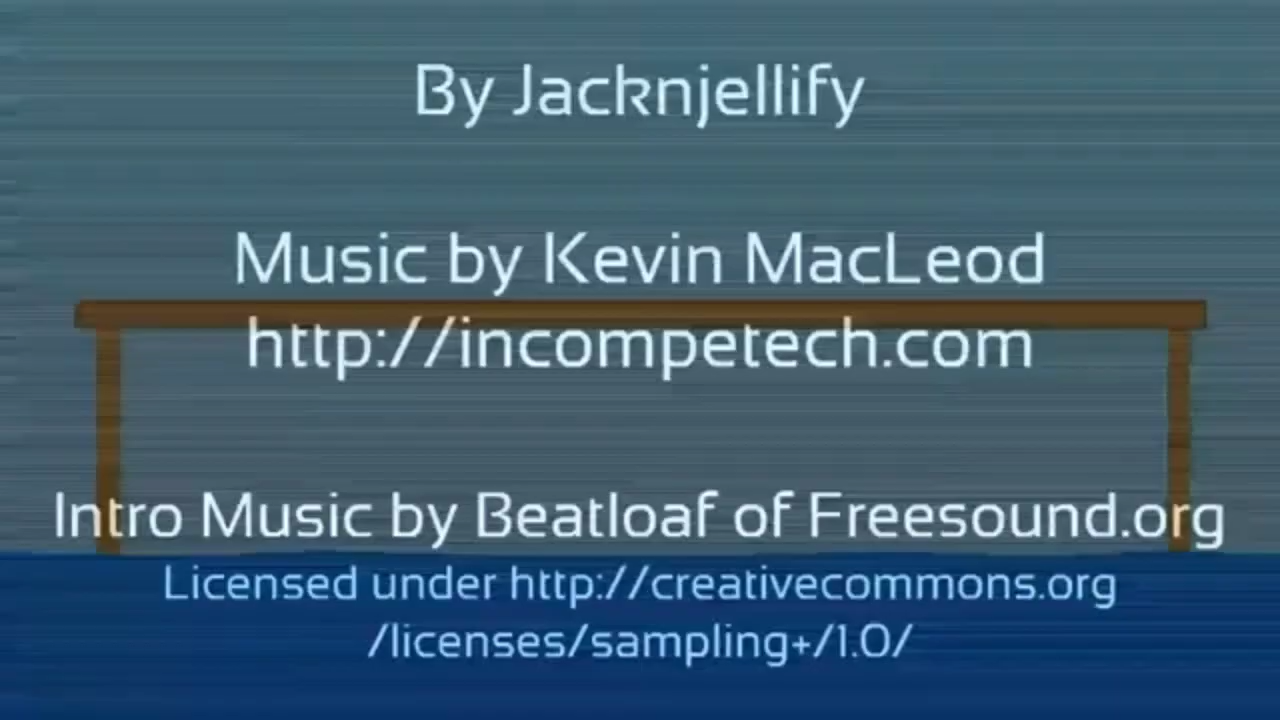 By Jacknjellify
Music by Kevin MacLeod
http://incompetech.com
Intro Music by Beatloaf of Freesound.org
Licensed under http://creativecommons.org
/licenses/sampling+/1.0/